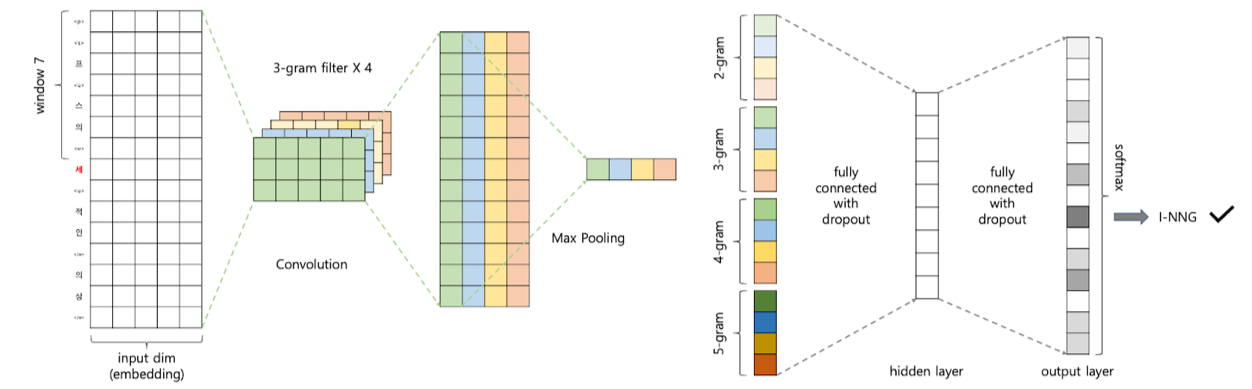 window 7
<p>
프
스
의
세
적
인
의
상
input dim
(embedding)
3-gram filter X 4
Convolution
Max Pooling
2-gram
3-gram
4-gram
5-gram
fully
connected
with
dropout
hidden layer
fully
connected
with
dropout
output layer
softmax
I-NNG